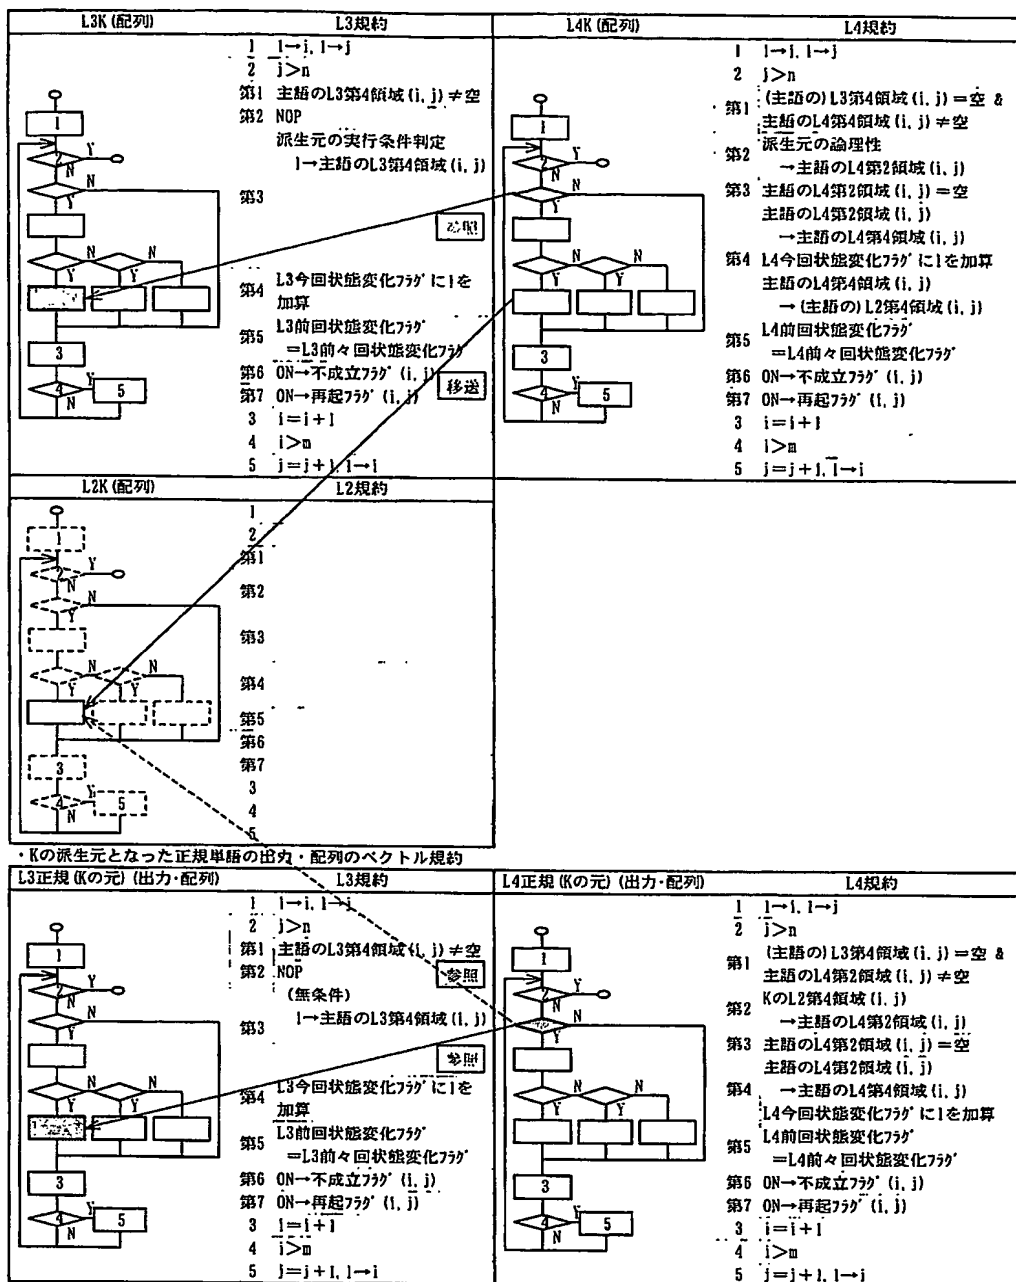 L3K (配列) L3規約
1 1→i, 1→j
2 j>n
第1 主語のL3第4領域(i, j)≠空
第2 NOP
派生元の実行条件判定
1→主語のL3第4領域(i, j)
第3
参照
第4 L3今回状態変化フラグに1を
加算
第5 L3前回状態変化フラグ
=L3前々回状態変化フラグ
第6 ON→不成立フラグ(i, j)
移送
第7 ON→再起フラグ(i, j)
3 i=i+1
4 i>m
5 j=j+1, 1→i
1
2 Y
N
N
Y
N N
Y Y
3
4 Y 5
N
L4K (配列) L4規約
1 1→i, 1→j
2 j>n
第1 (主語の)L3第4領域(i, j)=空 &
主語のL4第4領域(i, j)≠空
第2 派生元の論理性
→主語のL4第2領域(i, j)
第3 主語のL4第2領域(i, j)=空
主語のL4第2領域(i, j)
→主語のL4第4領域(i, j)
第4 L4今回状態変化フラグに1を加算
主語のL4第4領域(i, j)
→(主語の)L2第4領域(i, j)
第5 L4前回状態変化フラグ
=L4前々回状態変化フラグ
第6 ON→不成立フラグ(i, j)
第7 ON→再起フラグ(i, j)
3 i=i+1
4 i>m
5 j=j+1, 1→i
1
2 Y
N
N
Y
N N
Y Y
3
4 Y 5
N
L2K (配列) L2規約
1
2
第1
第2
第3
第4
第5
第6
第7
3
4
5
1
2 Y
N
N
Y
N N
Y Y
3
4 Y 5
N
・Kの派生元となった正規単語の出力・配列のベクトル規約
L3正規(Kの元)(出力・配列) L3規約
1 1→i, 1→j
2 j>n
第1 主語のL3第4領域(i, j)≠空
第2 NOP
参照
(無条件)
第3 1→主語のL3第4領域(i, j)
参照
第4 L3今回状態変化フラグに1を
加算
第5 L3前回状態変化フラグ
=L3前々回状態変化フラグ
第6 ON→不成立フラグ(i, j)
第7 ON→再起フラグ(i, j)
3 i=i+1
4 i>m
5 j=j+1, 1→i
1
2 Y
N
N
Y
N N
Y Y
3
4 Y 5
N
L4正規(Kの元)(出力・配列) L4規約
1 1→i, 1→j
2 j>n
第1 (主語の)L3第4領域(i, j)=空 &
主語のL4第2領域(i, j)≠空
第2 KのL2第4領域(i, j)
→主語のL4第2領域(i, j)
第3 主語のL4第2領域(i, j)=空
主語のL4第2領域(i, j)
第4 →主語のL4第4領域(i, j)
L4今回状態変化フラグに1を加算
第5 L4前回状態変化フラグ
=L4前々回状態変化フラグ
第6 ON→不成立フラグ(i, j)
第7 ON→再起フラグ(i, j)
3 i=i+1
4 i>m
5 j=j+1, 1→i
1
2 Y
N
N
Y
N N
Y Y
3
4 Y 5
N